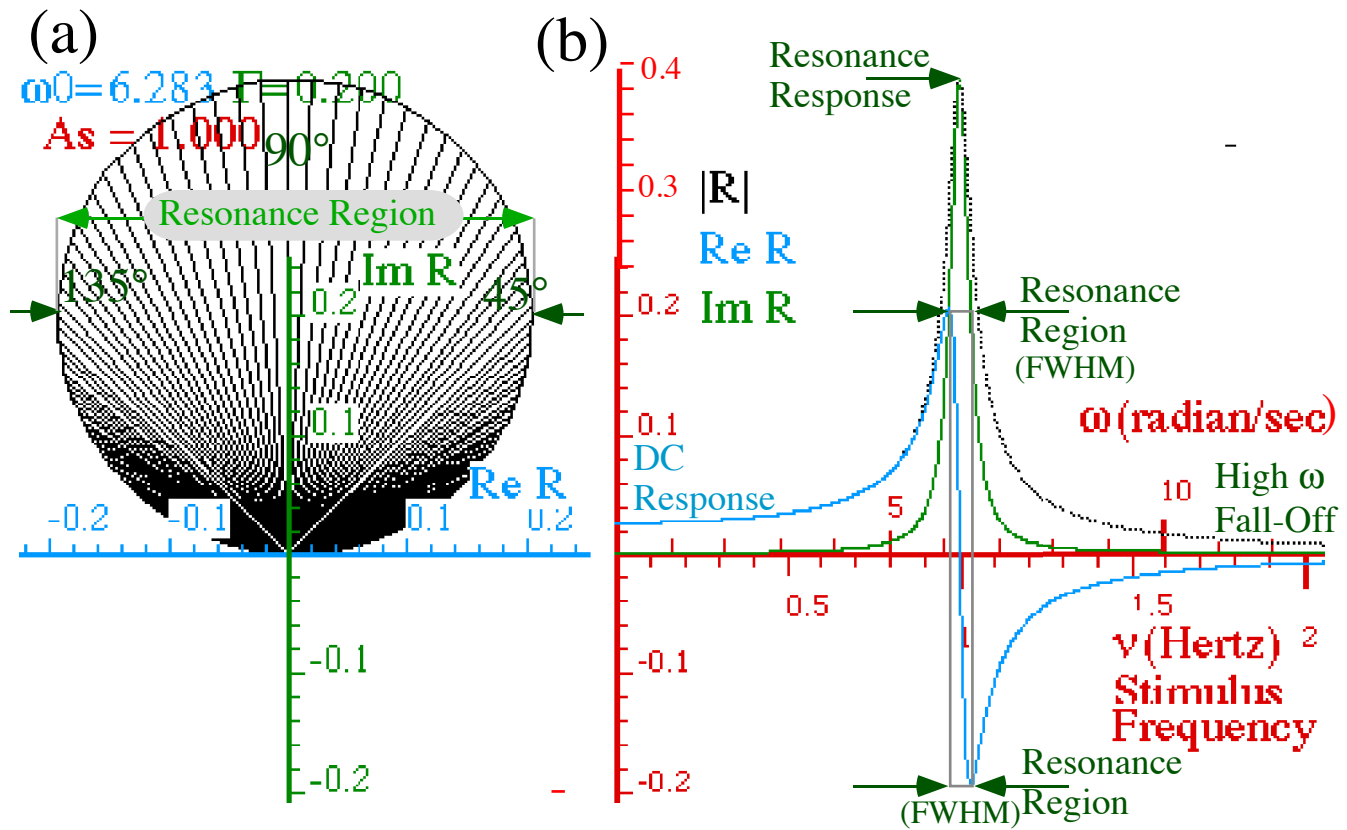 (a)
ω0=6.283 Γ=0.200
As = 1.000
90°
Resonance Region
135°
45°
Im R
0.2
0.1
Re R
-0.2
-0.1
0.1
0.2
-0.1
-0.2
(b)
0.4
Resonance
Response
0.3
|R|
Re R
Im R
0.2
Resonance
Region
(FWHM)
0.1
ω(radian/sec)
DC
Response
5
10
High ω
Fall-Off
0.5
1
1.5
2
ν(Hertz)
Stimulus
Frequency
-0.1
-0.2
Resonance
Region
(FWHM)